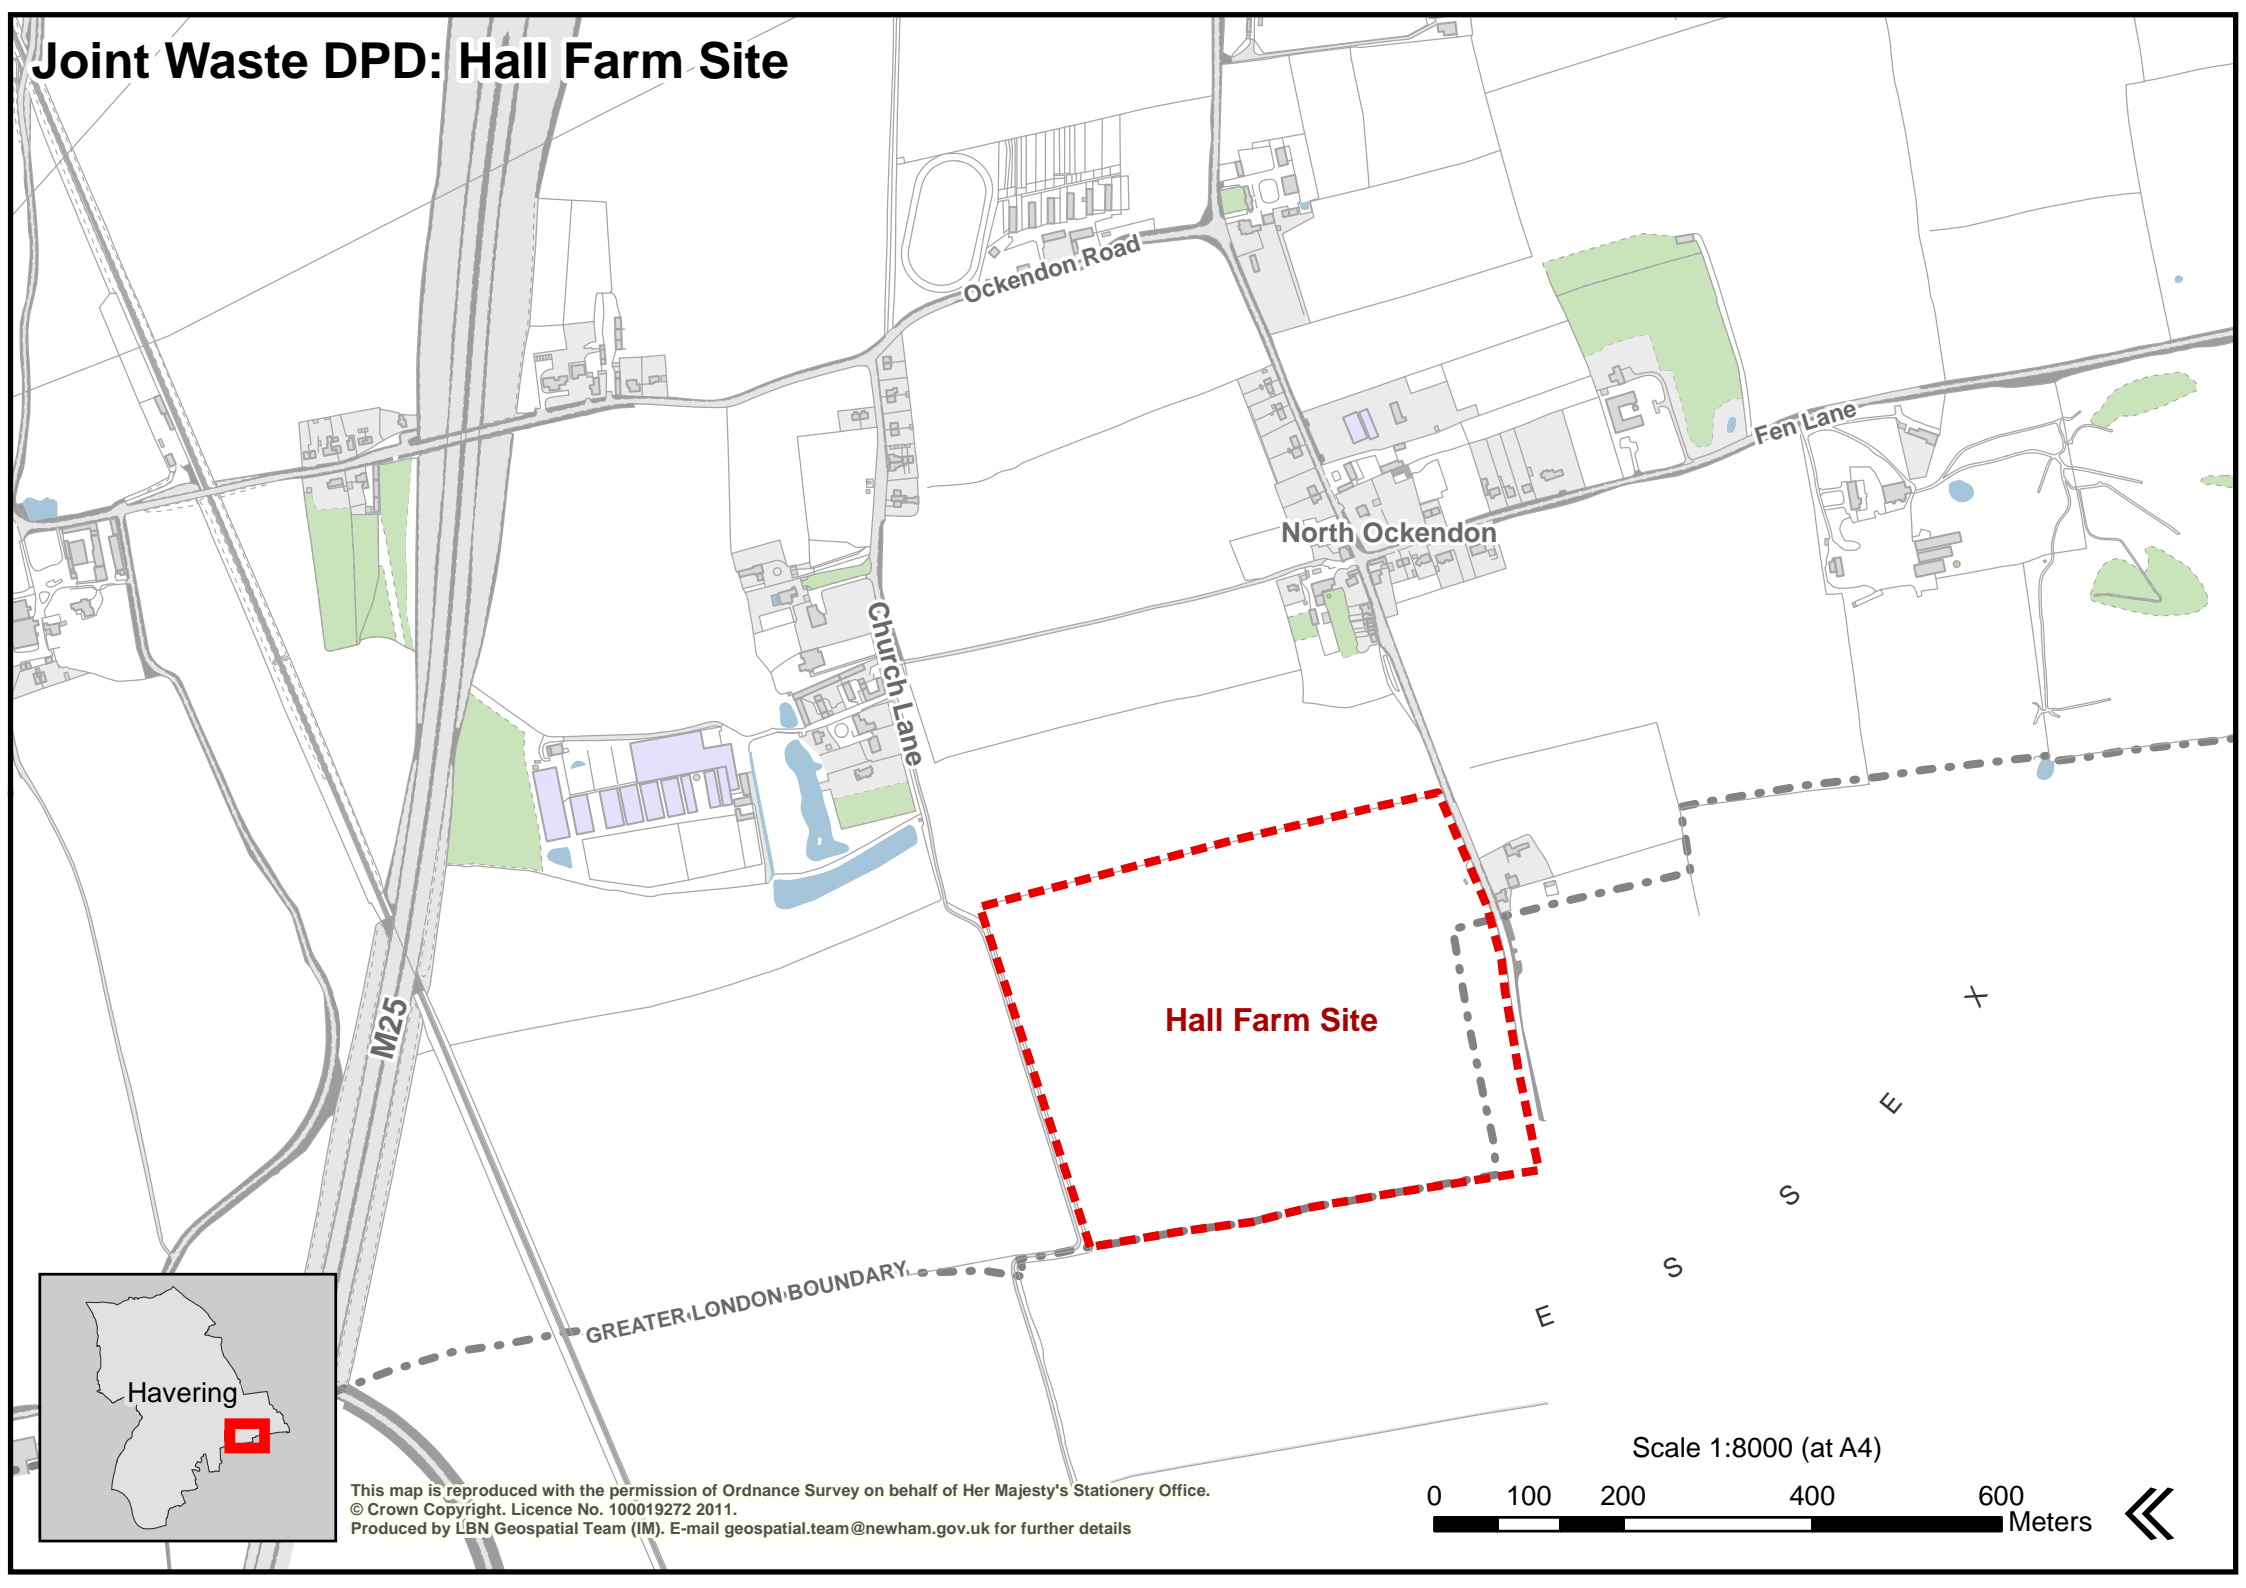 Joint Waste DPD: Hall Farm Site
Ockendon Road
Fen Lane
North Ockendon
Church Lane
M25
Hall Farm Site
GREATER LONDON BOUNDARY
E S S E X
Havering
Scale 1:8000 (at A4)
0 100 200 400 600
Meters
This map is reproduced with the permission of Ordnance Survey on behalf of Her Majesty's Stationery Office.
© Crown Copyright. Licence No. 100019272 2011.
Produced by LBN Geospatial Team (IM). E-mail geospatial.team@newham.gov.uk for further details